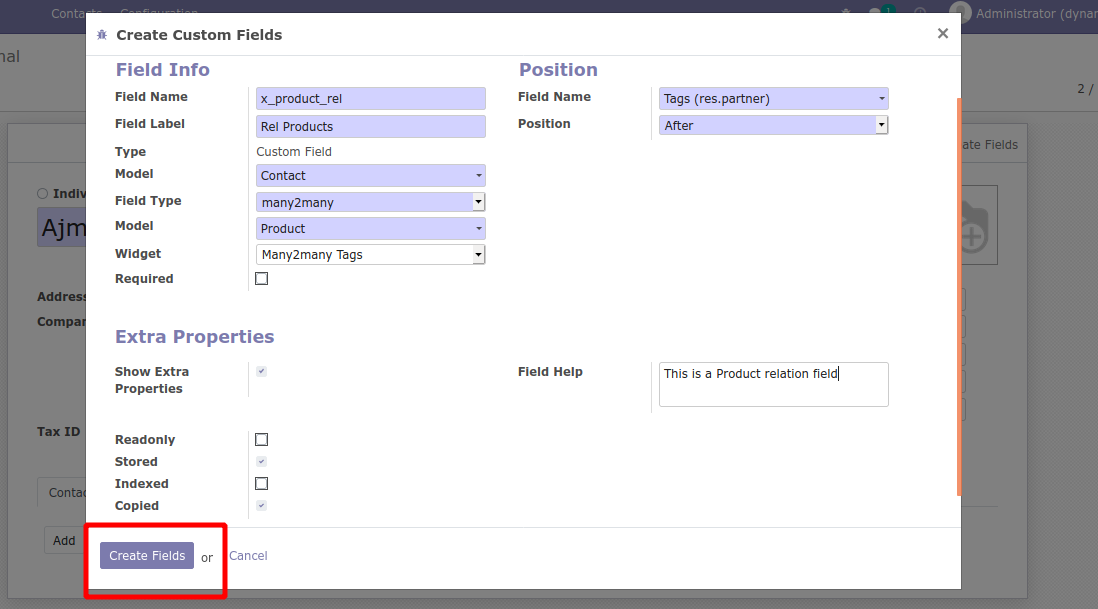 Contacts Configuration
1
Administrator (dynar
Create Custom Fields
×
nal
2 /
Field Info
Position
Field Name
x_product_rel
Field Name
Tags (res.partner)
Field Label
Rel Products
Position
After
ate Fields
Type
Custom Field
Model
Contact
Indiv
Field Type
many2many
Ajm
Model
Product
Widget
Many2many Tags
Required
Address
Compan
Extra Properties
Show Extra
Properties
Field Help
This is a Product relation field
Tax ID
Readonly
Stored
Indexed
Contac
Copied
Add
Create Fields or Cancel